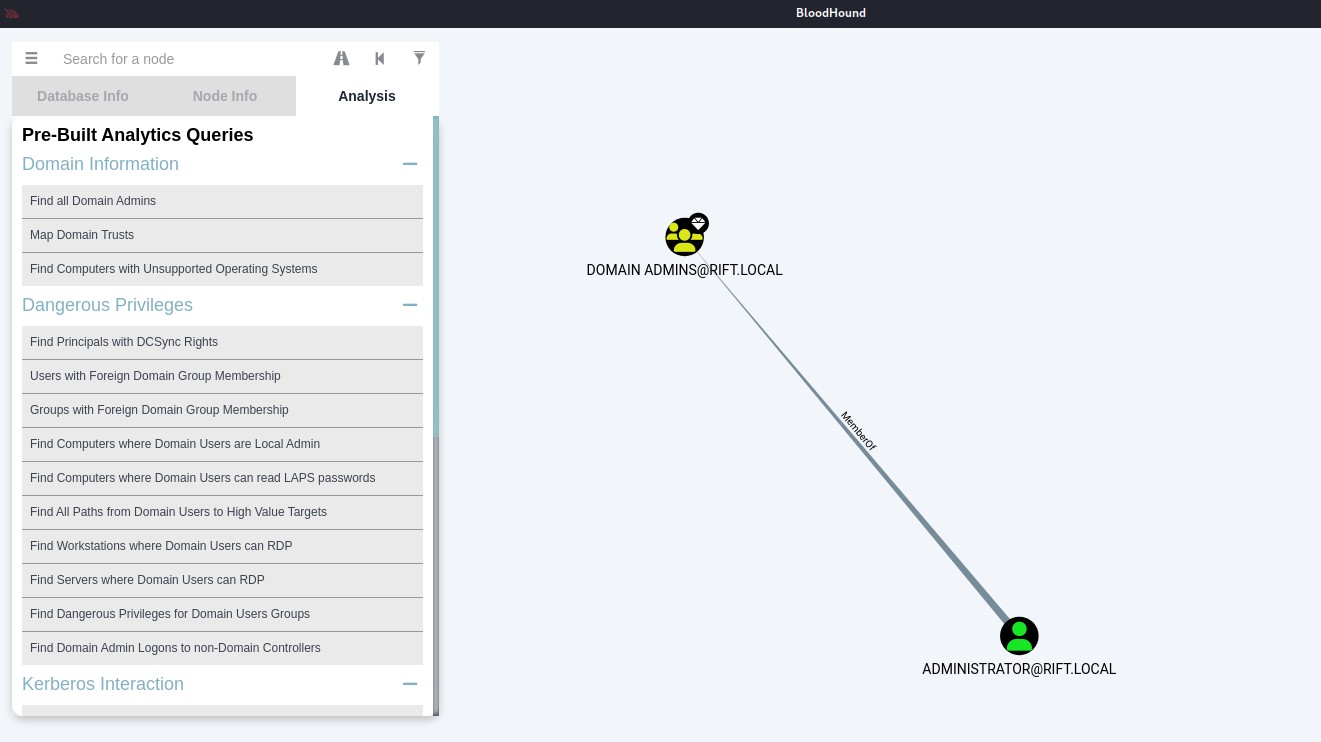 BloodHound
Search for a node
Database Info
Node Info
Analysis
Pre-Built Analytics Queries
Domain Information
Find all Domain Admins
Map Domain Trusts
Find Computers with Unsupported Operating Systems
Dangerous Privileges
Find Principals with DCSync Rights
Users with Foreign Domain Group Membership
Groups with Foreign Domain Group Membership
Find Computers where Domain Users are Local Admin
Find Computers where Domain Users can read LAPS passwords
Find All Paths from Domain Users to High Value Targets
Find Workstations where Domain Users can RDP
Find Servers where Domain Users can RDP
Find Dangerous Privileges for Domain Users Groups
Find Domain Admin Logons to non-Domain Controllers
Kerberos Interaction
DOMAIN ADMINS@RIFT.LOCAL
MemberOf
ADMINISTRATOR@RIFT.LOCAL